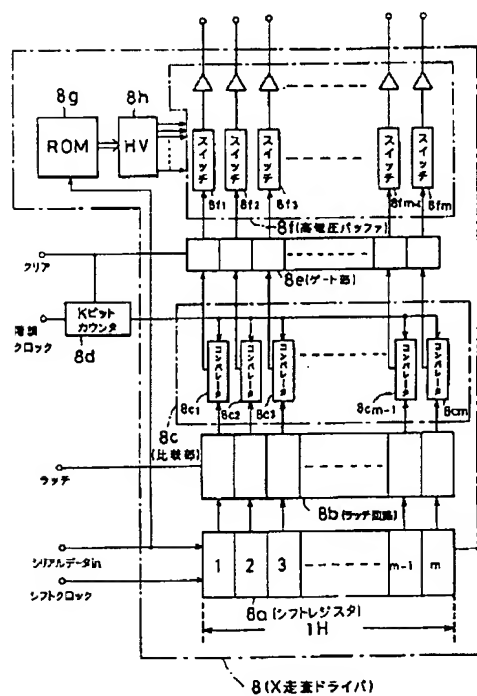 8g
8h
ROM
HV
スイッチ
スイッチ
スイッチ
スイッチ
スイッチ
8f1
8f2
8f3
8fm-1
8fm
8f(高電圧バッファ)
クリア
8e(ゲート部)
Kビット
カウンタ
階調
クロック
8d
コンパレータ
コンパレータ
コンパレータ
コンパレータ
コンパレータ
8c1
8c2
8c3
8cm-1
8cm
8c
(比較部)
ラッチ
8b(ラッチ回路)
シリアルデータin
1
2
3
m-1
m
シフトクロック
8a(シフトレジスタ)
1H
8(X走査ドライバ)